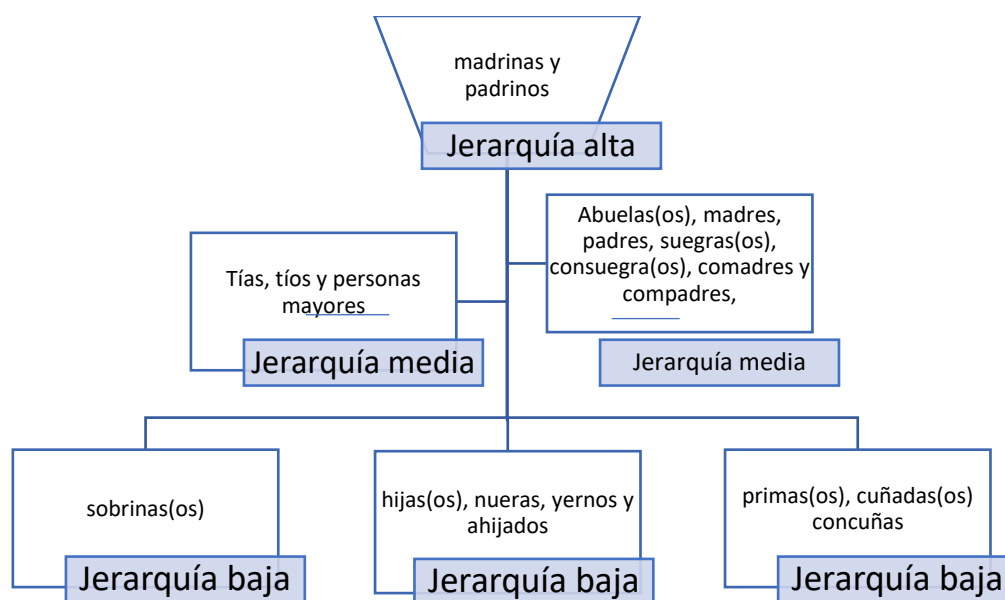 madrinas y
padrinos
Jerarquía alta
Abuelas(os), madres,
padres, suegras(os),
consuegra(os), comadres y
compadres,
Jerarquía media
Tías, tíos y personas
mayores
Jerarquía media
sobrinas(os)
Jerarquía baja
hijas(os), nueras, yernos y
ahijados
Jerarquía baja
primas(os), cuñadas(os)
concuñas
Jerarquía baja